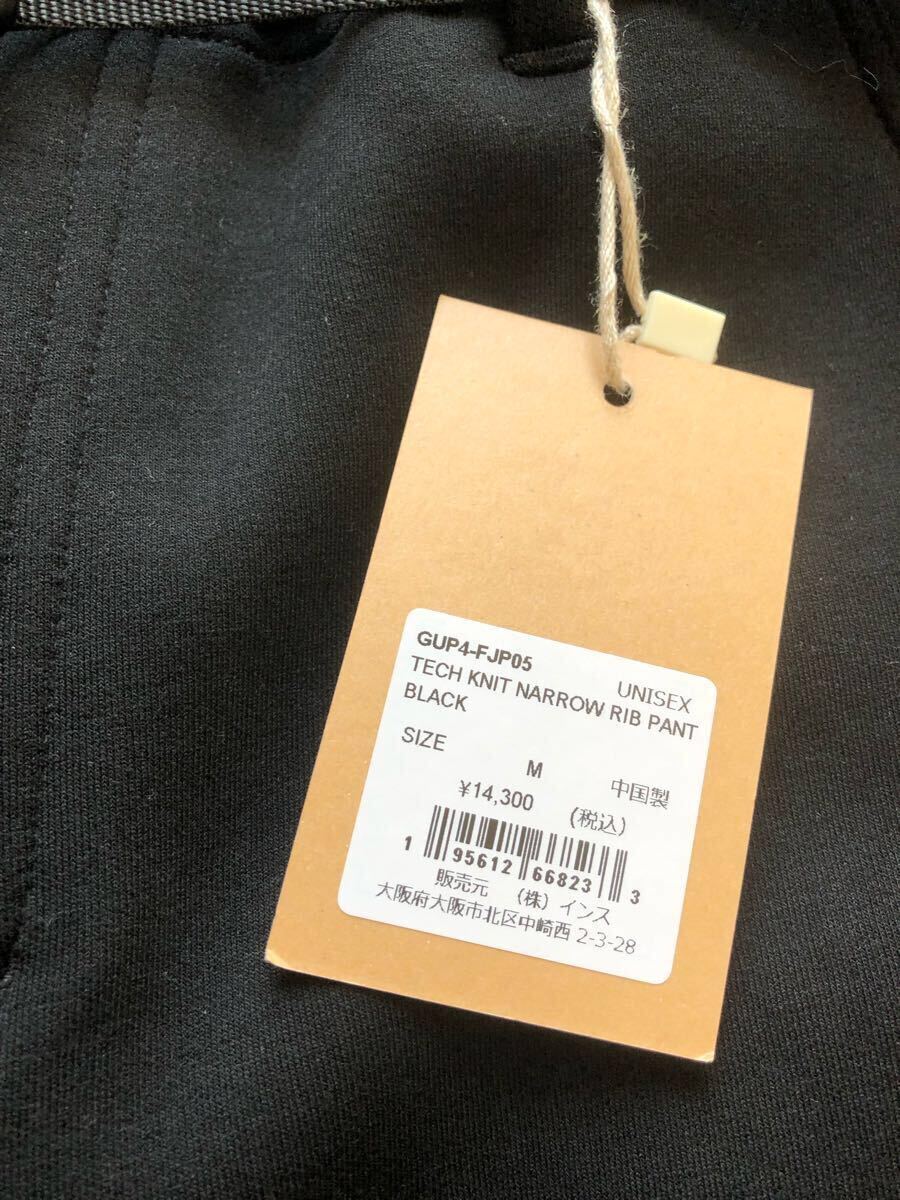 GUP4-FJP05
UNISEX
TECH KNIT NARROW RIB PANT
BLACK
SIZE
M
中国製
¥14,300
(税込)
1 95612 66823 3
販売元 (株) インス
大阪府大阪市北区中崎西 2-3-28